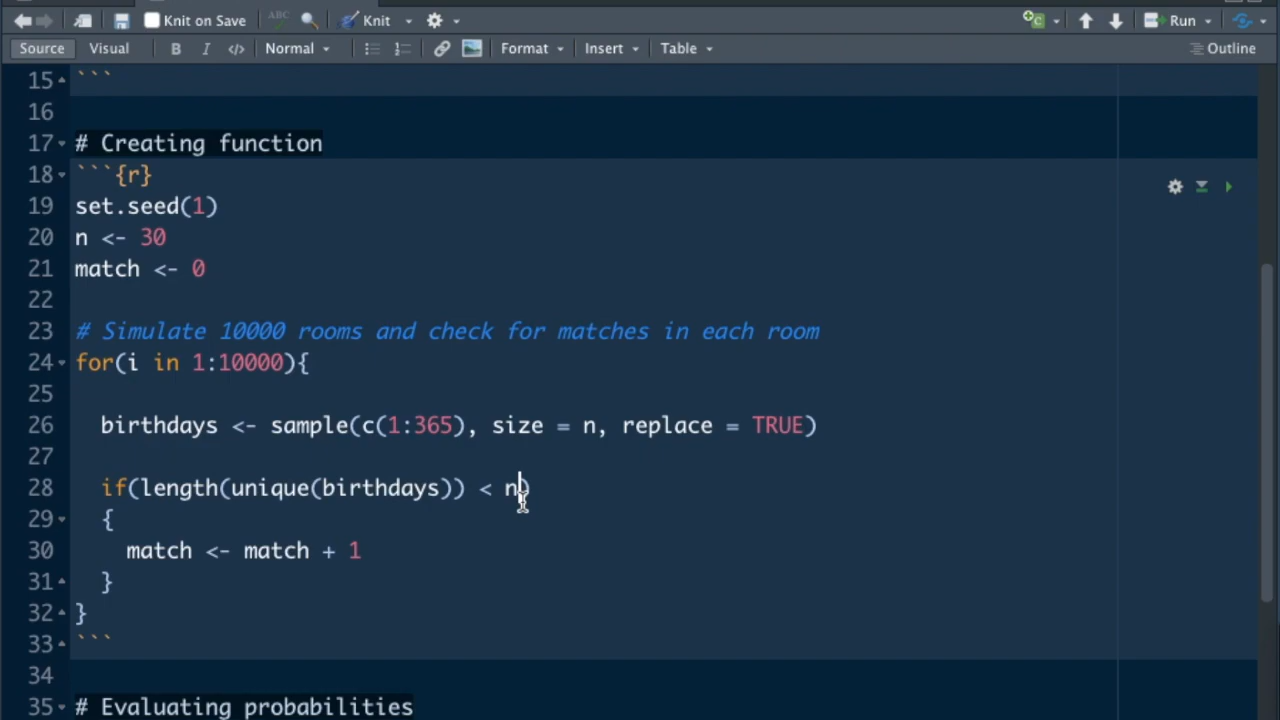 Knit on Save ABC Knit Run
Source Visual B I </> Normal Format Insert Table Outline
15 ```
16
17 # Creating function
18 ```{r}
19 set.seed(1)
20 n <- 30
21 match <- 0
22
23 # Simulate 10000 rooms and check for matches in each room
24 for(i in 1:10000){
25
26 birthdays <- sample(c(1:365), size = n, replace = TRUE)
27
28 if(length(unique(birthdays)) < n)
29 {
30 match <- match + 1
31 }
32 }
33 ```
34
35 # Evaluating probabilities